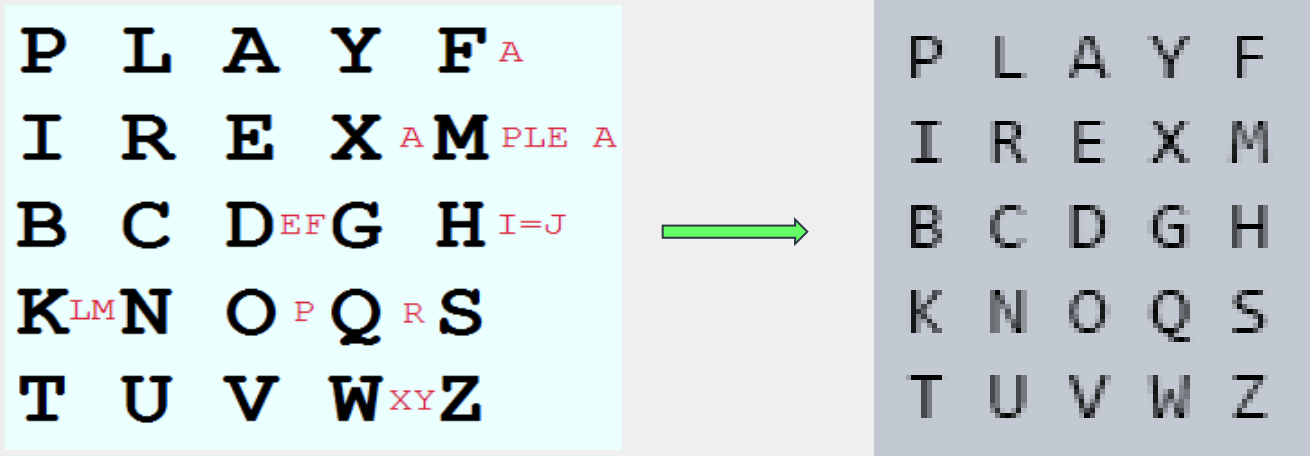 P L A Y F A
I R E X A M PLE A
B C D EF G H I=J
K LM N O P Q R S
T U V W XY Z
P L A Y F
I R E X M
B C D G H
K N O Q S
T U V W Z